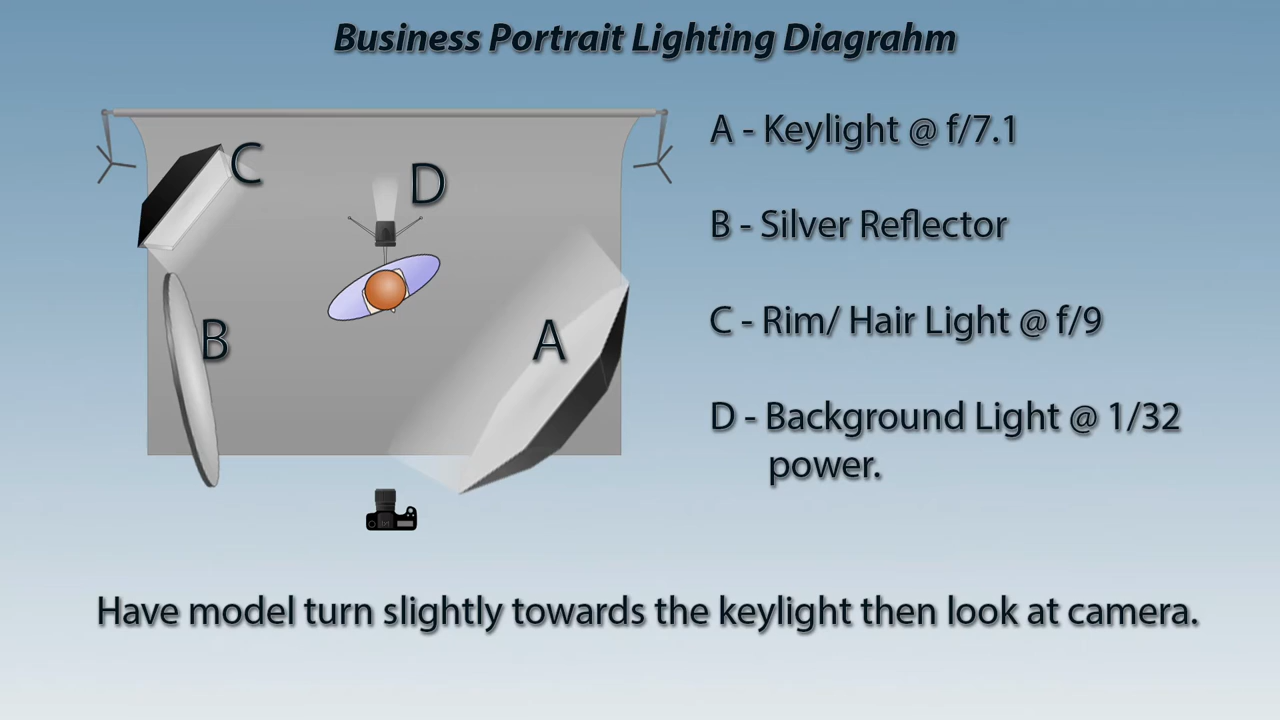 Business Portrait Lighting Diagrahm
C
D
B
A
A - Keylight @ f/7.1
B - Silver Reflector
C - Rim/ Hair Light @ f/9
D - Background Light @ 1/32
power.
Have model turn slightly towards the keylight then look at camera.